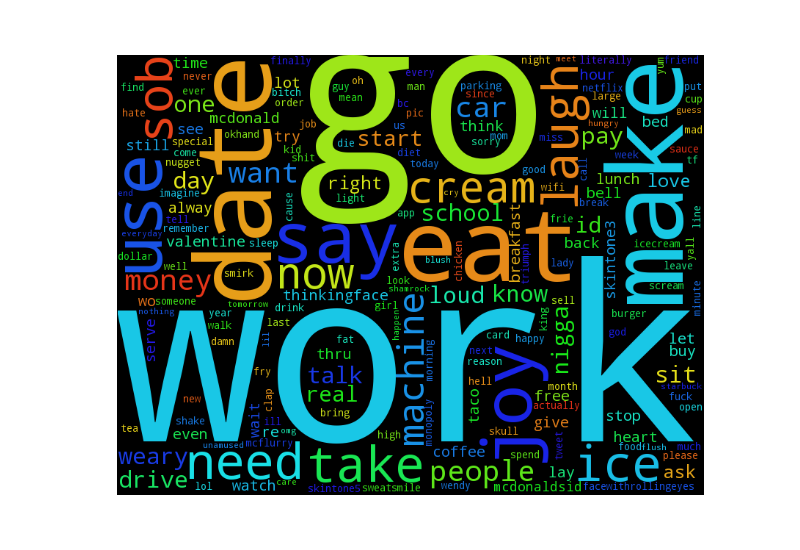 work
go
eat
make
date
say
joy
ice
need
take
use
sob
laugh
cream
now
machine
people
want
car
start
right
school
day
one
money
drive
weary
talk
real
loud
know
id
pay
will
bed
love
lunch
bell
back
breakfast
skintone3
nigga
taco
free
give
stop
heart
let
buy
sit
ask
lay
mcdonaldsid
facewithrollingeyes
coffee
high
watch
skintone5
sweatsmile
care
lol
even
re
omg
wait
clap
ill
mcflurry
unamused
shake
new
tea
fry
lil
damn
walk
year
last
drink
girl
thinkingface
tomorrow
smirk
wo
someone
nothing
serve
well
dollar
valentine
sleep
everyday
tell
remember
end
imagine
alway
come
nugget
special
still
see
okhand
try
mcdonald
hate
never
ever
find
time
lot
bitch
order
finally
guy
oh
mean
kid
shit
job
cause
light
die
diet
us
bc
pic
man
every
since
parking
think
mom
sorry
today
good
cry
app
wifi
extra
look
shamrock
happen
blush
chicken
lady
triumph
frie
miss
night
meet
literally
friend
hour
netflix
large
hungry
call
break
week
yum
put
cup
guess
mad
sauce
tf
line
yall
icecream
leave
scream
minute
burger
sell
god
king
happy
card
reason
next
hell
month
actually
skull
tweet
spend
wendy
morning
monopoly
fat
thru
bring
starbuck
fuck
open
much
please
food
flush